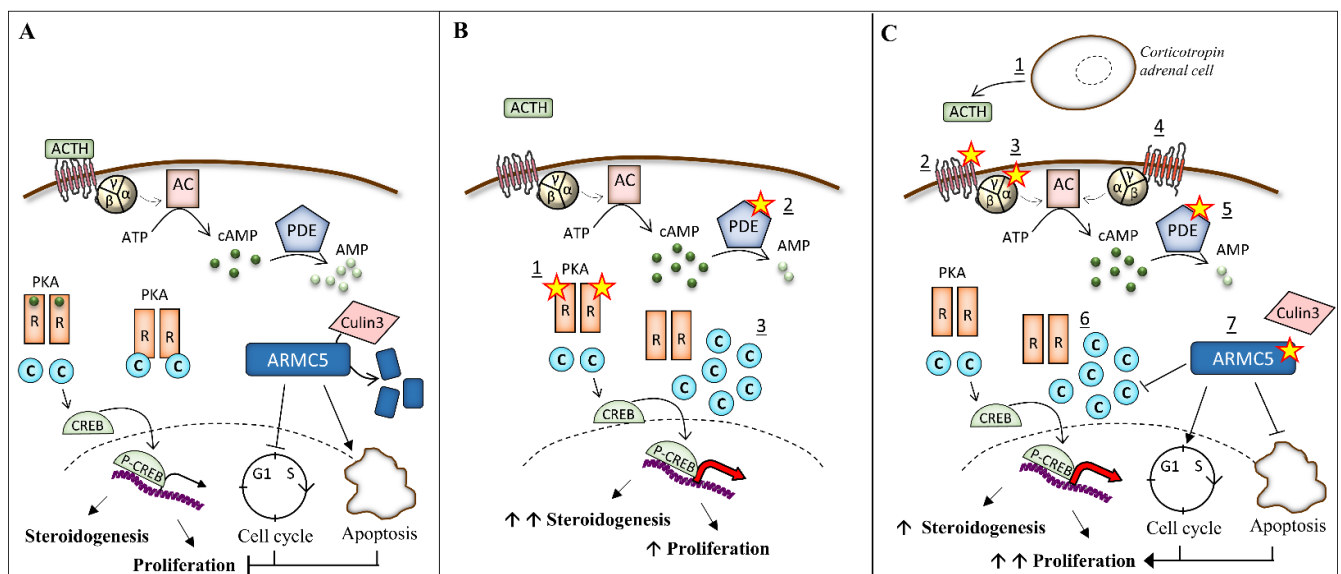 A
ACTH
γ
α
β
AC
ATP
cAMP
PDE
AMP
PKA
R R
C C
PKA
R R
C C
Culin3
ARMC5
CREB
P-CREB
G1 S
Steroidogenesis
Cell cycle
Apoptosis
Proliferation
B
ACTH
γ
α
β
AC
ATP
cAMP
PDE
2
AMP
1
PKA
R R
C C
R R
3
C
C
C
C
C
C
C
CREB
P-CREB
↑ ↑ Steroidogenesis
↑ Proliferation
C
1
Corticotropin
adrenal cell
ACTH
2
3
4
γ
α
β
AC
γ
α
β
ATP
cAMP
PDE
5
AMP
PKA
R R
C C
R R
6
C
C
C
C
C
C
C
7
Culin3
ARMC5
CREB
P-CREB
G1 S
↑ Steroidogenesis
Cell cycle
Apoptosis
↑ ↑ Proliferation